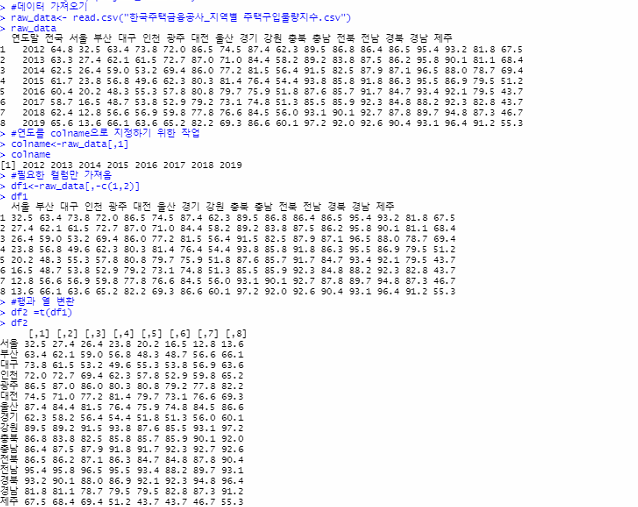 > #데이터 가져오기
> raw_data<- read.csv("한국주택금융공사_지역별 주택구입물량지수.csv")
> raw_data
연도말 전국 서울 부산 대구 인천 광주 대전 울산 경기 강원 충북 충남 전북 전남 경북 경남 제주
1 2012 64.8 32.5 63.4 73.8 72.0 86.5 74.5 87.4 62.3 89.5 86.8 86.4 86.5 95.4 93.2 81.8 67.5
2 2013 63.3 27.4 62.1 61.5 72.7 87.0 71.0 84.4 58.2 89.2 83.8 87.5 86.2 95.8 90.1 81.1 68.4
3 2014 62.5 26.4 59.0 53.2 69.4 86.0 77.2 81.5 56.4 91.5 82.5 87.9 87.1 96.5 88.0 78.7 69.4
4 2015 61.7 23.8 56.8 49.6 62.3 80.3 81.4 76.4 54.4 93.8 85.8 91.8 86.3 95.5 86.9 79.5 51.2
5 2016 60.4 20.2 48.3 55.3 57.8 80.8 79.7 75.9 51.8 87.6 85.7 91.7 84.7 93.4 92.1 79.5 43.7
6 2017 58.7 16.5 48.7 53.8 52.9 79.2 73.1 74.8 51.3 85.5 85.9 92.3 84.8 88.2 92.3 82.8 43.7
7 2018 62.4 12.8 56.6 56.9 59.8 77.8 76.6 84.5 56.0 93.1 90.1 92.7 87.8 89.7 94.8 87.3 46.7
8 2019 65.6 13.6 66.1 63.6 65.2 82.2 69.3 86.6 60.1 97.2 92.0 92.6 90.4 93.1 96.4 91.2 55.3
> #연도를 colname으로 지정하기 위한 작업
> colname<-raw_data[,1]
> colname
[1] 2012 2013 2014 2015 2016 2017 2018 2019
> #필요한 컬럼만 가져옴
> df1<-raw_data[,-c(1,2)]
> df1
서울 부산 대구 인천 광주 대전 울산 경기 강원 충북 충남 전북 전남 경북 경남 제주
1 32.5 63.4 73.8 72.0 86.5 74.5 87.4 62.3 89.5 86.8 86.4 86.5 95.4 93.2 81.8 67.5
2 27.4 62.1 61.5 72.7 87.0 71.0 84.4 58.2 89.2 83.8 87.5 86.2 95.8 90.1 81.1 68.4
3 26.4 59.0 53.2 69.4 86.0 77.2 81.5 56.4 91.5 82.5 87.9 87.1 96.5 88.0 78.7 69.4
4 23.8 56.8 49.6 62.3 80.3 81.4 76.4 54.4 93.8 85.8 91.8 86.3 95.5 86.9 79.5 51.2
5 20.2 48.3 55.3 57.8 80.8 79.7 75.9 51.8 87.6 85.7 91.7 84.7 93.4 92.1 79.5 43.7
6 16.5 48.7 53.8 52.9 79.2 73.1 74.8 51.3 85.5 85.9 92.3 84.8 88.2 92.3 82.8 43.7
7 12.8 56.6 56.9 59.8 77.8 76.6 84.5 56.0 93.1 90.1 92.7 87.8 89.7 94.8 87.3 46.7
8 13.6 66.1 63.6 65.2 82.2 69.3 86.6 60.1 97.2 92.0 92.6 90.4 93.1 96.4 91.2 55.3
> #행과 열 변환
> df2 =t(df1)
> df2
[,1] [,2] [,3] [,4] [,5] [,6] [,7] [,8]
서울 32.5 27.4 26.4 23.8 20.2 16.5 12.8 13.6
부산 63.4 62.1 59.0 56.8 48.3 48.7 56.6 66.1
대구 73.8 61.5 53.2 49.6 55.3 53.8 56.9 63.6
인천 72.0 72.7 69.4 62.3 57.8 52.9 59.8 65.2
광주 86.5 87.0 86.0 80.3 80.8 79.2 77.8 82.2
대전 74.5 71.0 77.2 81.4 79.7 73.1 76.6 69.3
울산 87.4 84.4 81.5 76.4 75.9 74.8 84.5 86.6
경기 62.3 58.2 56.4 54.4 51.8 51.3 56.0 60.1
강원 89.5 89.2 91.5 93.8 87.6 85.5 93.1 97.2
충북 86.8 83.8 82.5 85.8 85.7 85.9 90.1 92.0
충남 86.4 87.5 87.9 91.8 91.7 92.3 92.7 92.6
전북 86.5 86.2 87.1 86.3 84.7 84.8 87.8 90.4
전남 95.4 95.8 96.5 95.5 93.4 88.2 89.7 93.1
경북 93.2 90.1 88.0 86.9 92.1 92.3 94.8 96.4
경남 81.8 81.1 78.7 79.5 79.5 82.8 87.3 91.2
제주 67.5 68.4 69.4 51.2 43.7 43.7 46.7 55.3